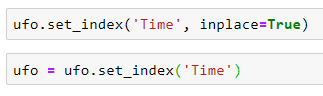 ufo.set_index('Time', inplace=True)
ufo = ufo.set_index('Time')